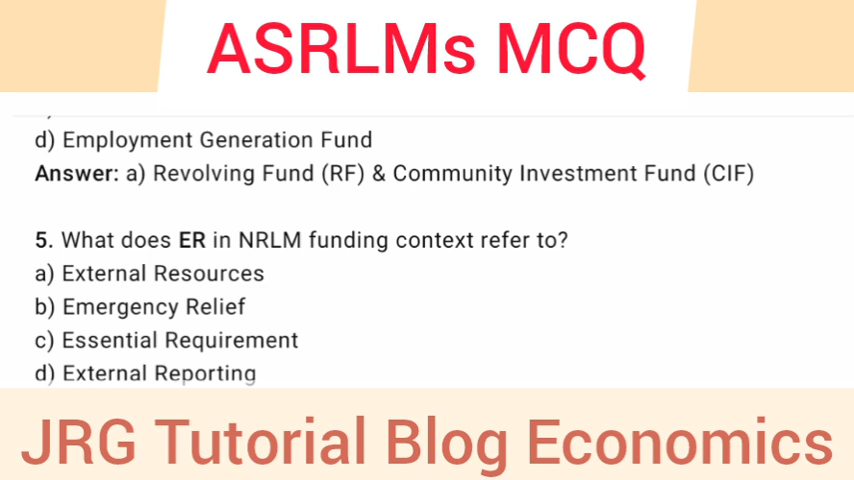 ASRLMs MCQ
d) Employment Generation Fund
Answer: a) Revolving Fund (RF) & Community Investment Fund (CIF)
5. What does ER in NRLM funding context refer to?
a) External Resources
b) Emergency Relief
c) Essential Requirement
d) External Reporting
JRG Tutorial Blog Economics